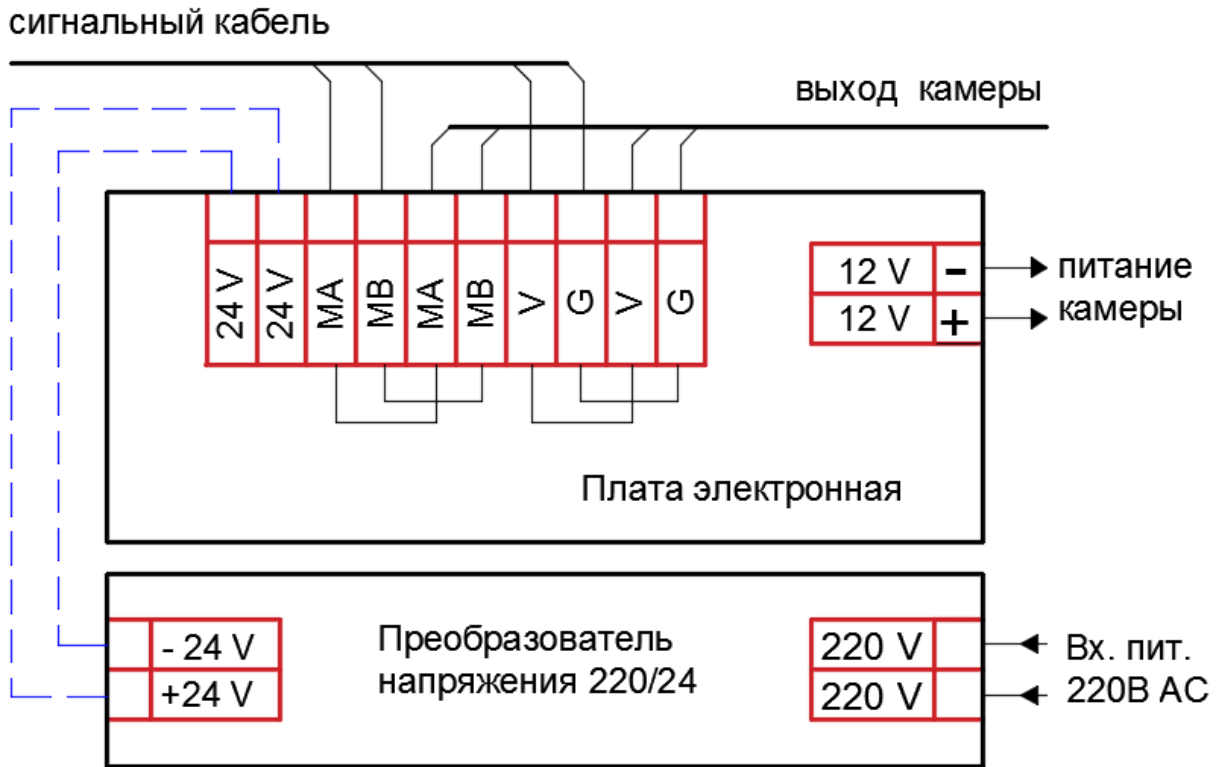 сигнальный кабель
выход камеры
24 V
24 V
MA
MB
MA
MB
V
G
V
G
12 V -
12 V +
питание
камеры
Плата электронная
- 24 V
+24 V
Преобразователь
напряжения 220/24
220 V
220 V
Вх. пит.
220В АС